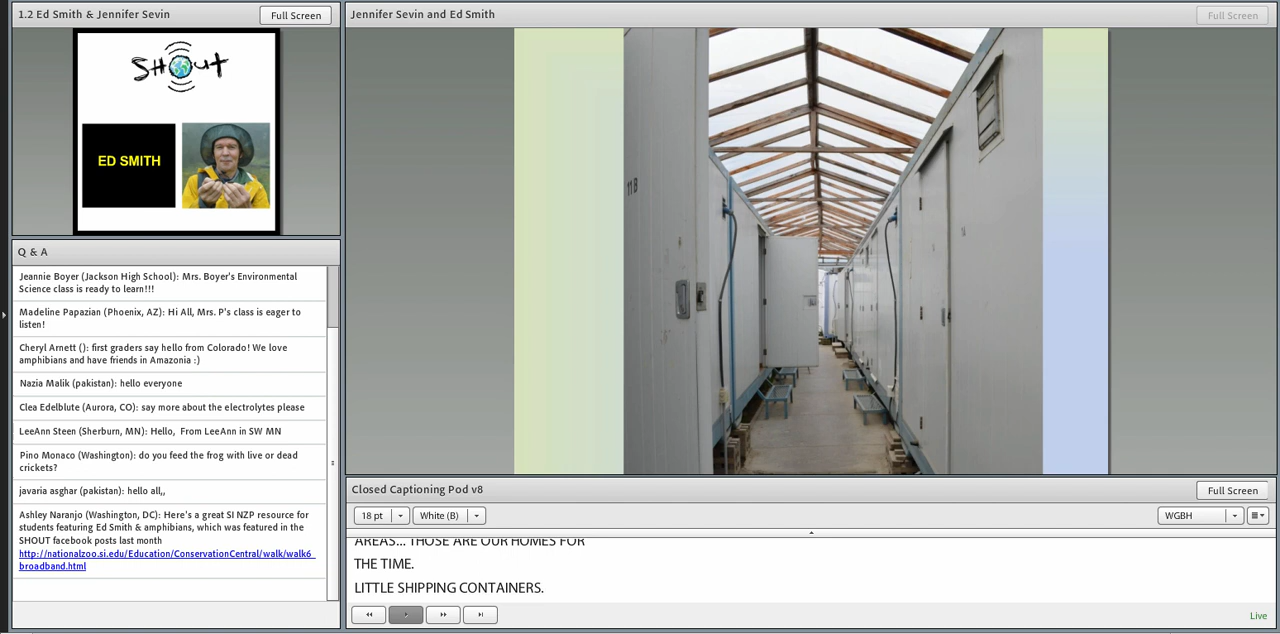 1.2 Ed Smith & Jennifer Sevin
Full Screen
SHOUT
ED SMITH
Q & A
Jeannie Boyer (Jackson High School): Mrs. Boyer's Environmental
Science class is ready to learn!!!
Madeline Papazian (Phoenix, AZ): Hi All, Mrs. P's class is eager to
listen!
Cheryl Arnett (): first graders say hello from Colorado! We love
amphibians and have friends in Amazonia :)
Nazia Malik (pakistan): hello everyone
Clea Edelblute (Aurora, CO): say more about the electrolytes please
LeeAnn Steen (Sherburn, MN): Hello, From LeeAnn in SW MN
Pino Monaco (Washington): do you feed the frog with live or dead
crickets?
javaria asghar (pakistan): hello all,,
Ashley Naranjo (Washington, DC): Here's a great SI NZP resource for
students featuring Ed Smith & amphibians, which was featured in the
SHOUT facebook posts last month
http://nationalzoo.si.edu/Education/ConservationCentral/walk/walk6_
broadband.html
Jennifer Sevin and Ed Smith
Full Screen
11B
Closed Captioning Pod v8
Full Screen
18 pt
White (B)
WGBH
AREAS... THOSE ARE OUR HOMES FOR
THE TIME.
LITTLE SHIPPING CONTAINERS.
Live